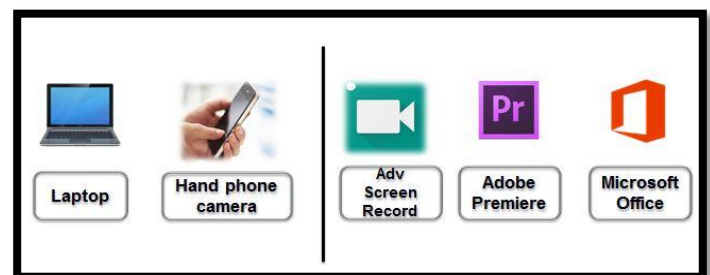 Laptop
Hand phone
camera
Adv
Screen
Record
Pr
Adobe
Premiere
Microsoft
Office